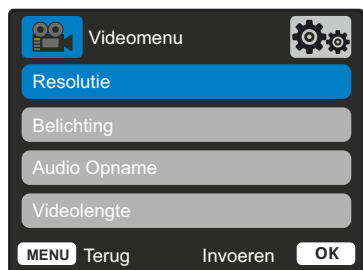 Videomenu
Resolutie
Belichting
Audio Opname
Videolengte
MENU Terug Invoeren OK